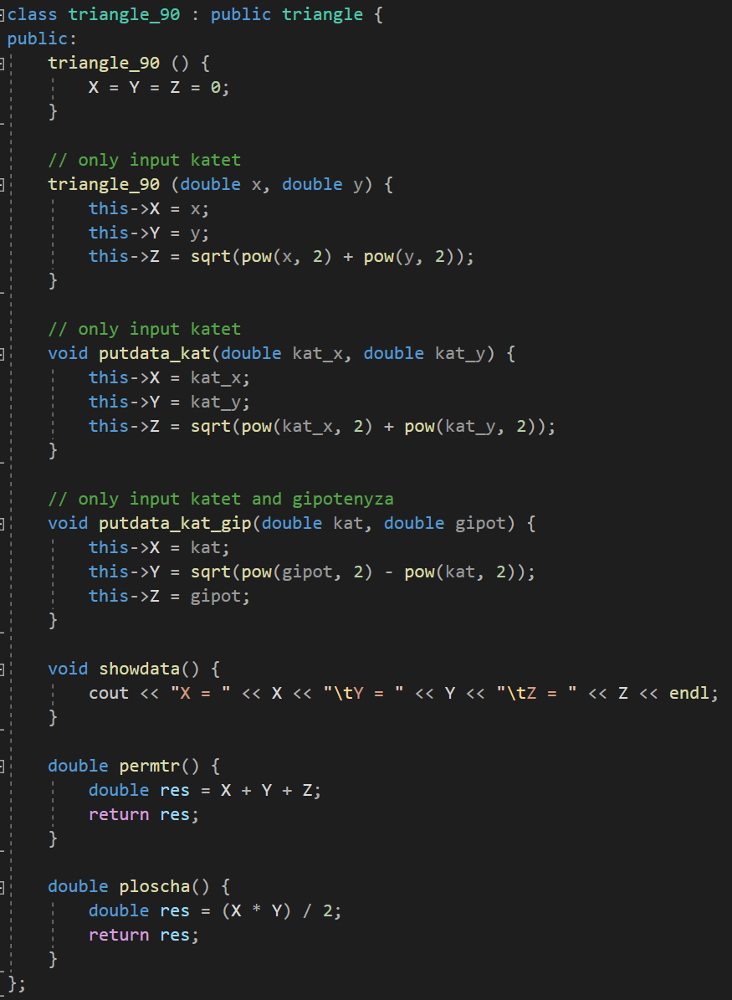 class triangle_90 : public triangle {
public:
    triangle_90 () {
        X = Y = Z = 0;
    }

    // only input katet
    triangle_90 (double x, double y) {
        this->X = x;
        this->Y = y;
        this->Z = sqrt(pow(x, 2) + pow(y, 2));
    }

    // only input katet
    void putdata_kat(double kat_x, double kat_y) {
        this->X = kat_x;
        this->Y = kat_y;
        this->Z = sqrt(pow(kat_x, 2) + pow(kat_y, 2));
    }

    // only input katet and gipotenyza
    void putdata_kat_gip(double kat, double gipot) {
        this->X = kat;
        this->Y = sqrt(pow(gipot, 2) - pow(kat, 2));
        this->Z = gipot;
    }

    void showdata() {
        cout << "X = " << X << "\tY = " << Y << "\tZ = " << Z << endl;
    }

    double permtr() {
        double res = X + Y + Z;
        return res;
    }

    double ploscha() {
        double res = (X * Y) / 2;
        return res;
    }
};